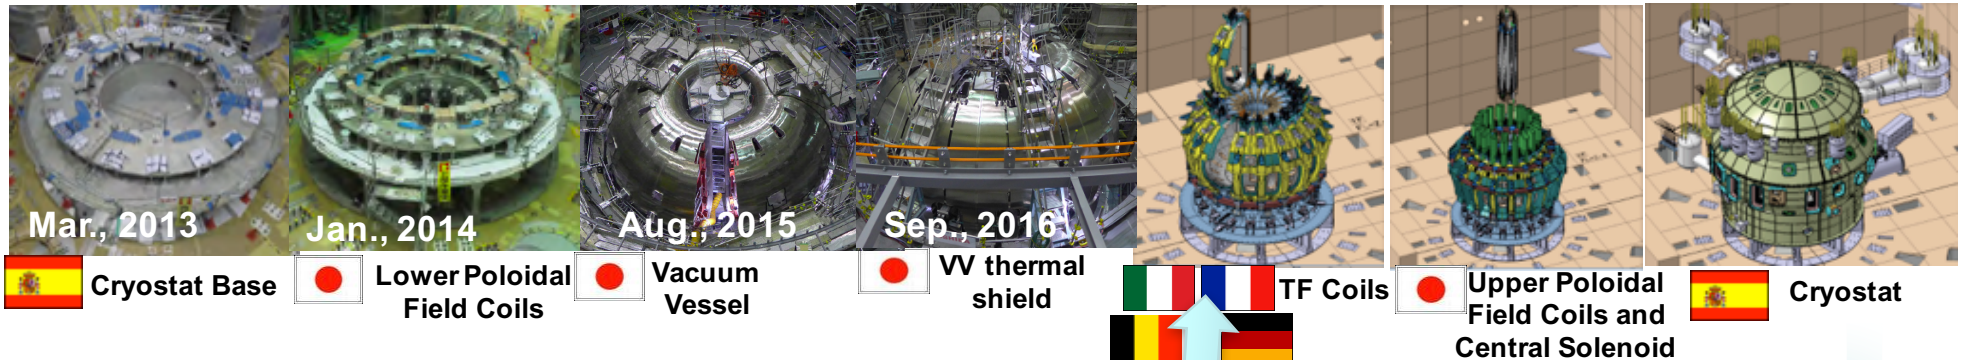 Mar., 2013
Jan., 2014
Aug., 2015
Sep., 2016
Cryostat Base
Lower Poloidal
Field Coils
Vacuum
Vessel
VV thermal
shield
TF Coils
Upper Poloidal
Field Coils and
Central Solenoid
Cryostat